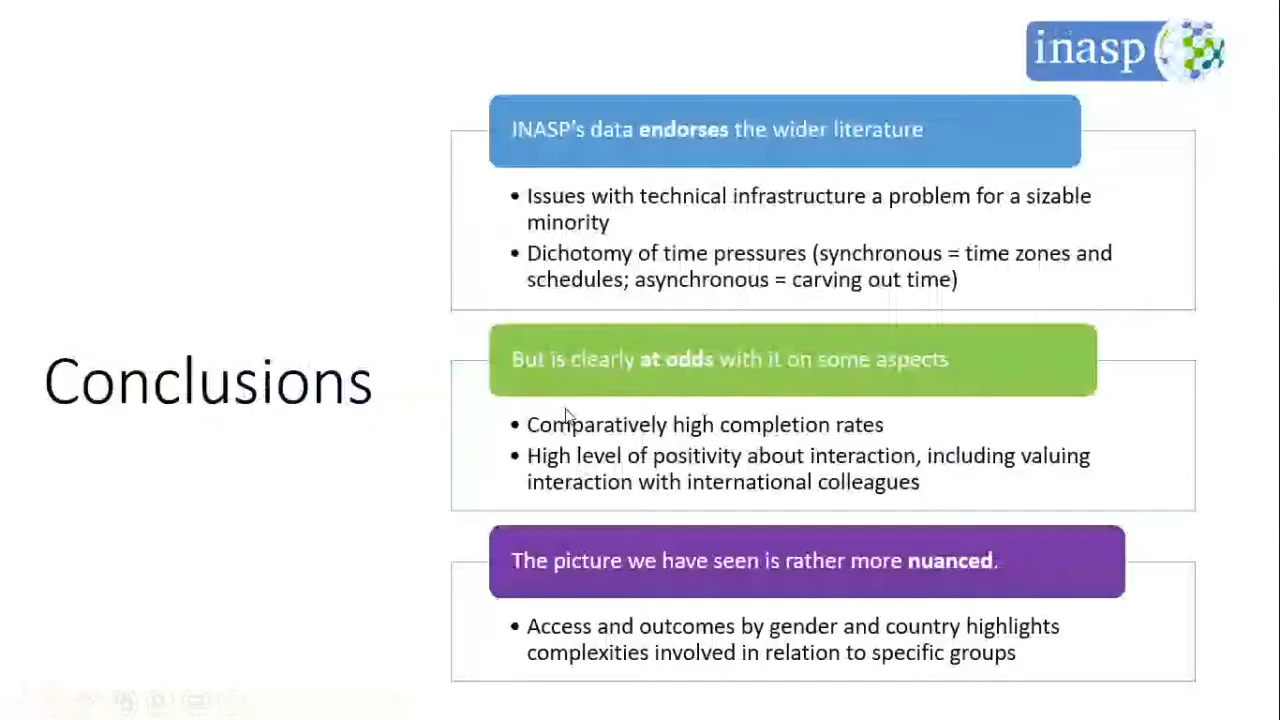 inasp
INASP's data endorses the wider literature
• Issues with technical infrastructure a problem for a sizable
minority
• Dichotomy of time pressures (synchronous = time zones and
schedules; asynchronous = carving out time)
Conclusions
But is clearly at odds with it on some aspects
• Comparatively high completion rates
• High level of positivity about interaction, including valuing
interaction with international colleagues
The picture we have seen is rather more nuanced.
• Access and outcomes by gender and country highlights
complexities involved in relation to specific groups